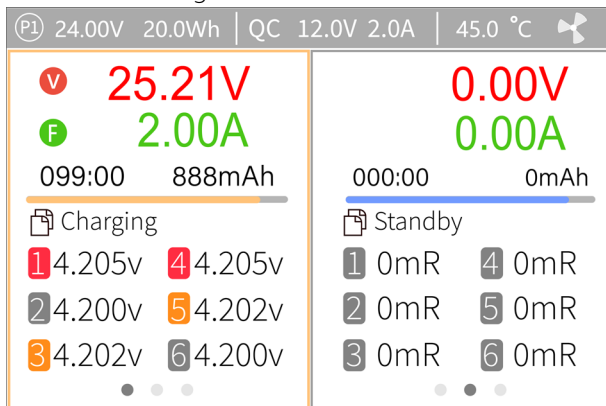 P1 24.00V 20.0Wh QC 12.0V 2.0A 45.0 °C
V 25.21V
F 2.00A
099:00 888mAh
Charging
1 4.205v 4 4.205v
2 4.200v 5 4.202v
3 4.202v 6 4.200v
0.00V
0.00A
000:00 0mAh
Standby
1 0mR 4 0mR
2 0mR 5 0mR
3 0mR 6 0mR